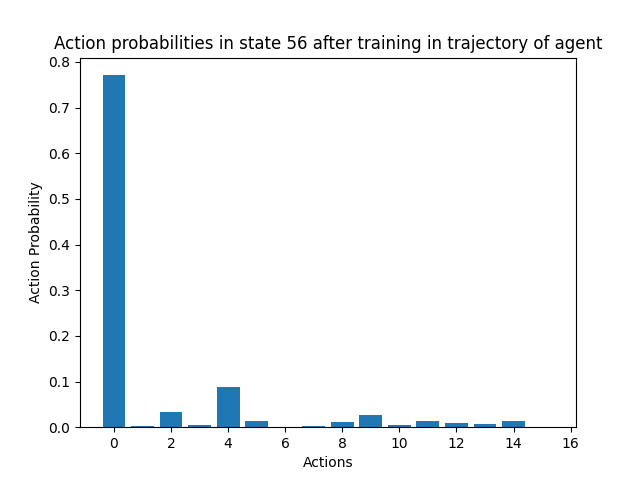 Action probabilities in state 56 after training in trajectory of agent
0.8
0.7
0.6
0.5
0.4
0.3
0.2
0.1
0.0
Action Probability
0 2 4 6 8 10 12 14 16
Actions